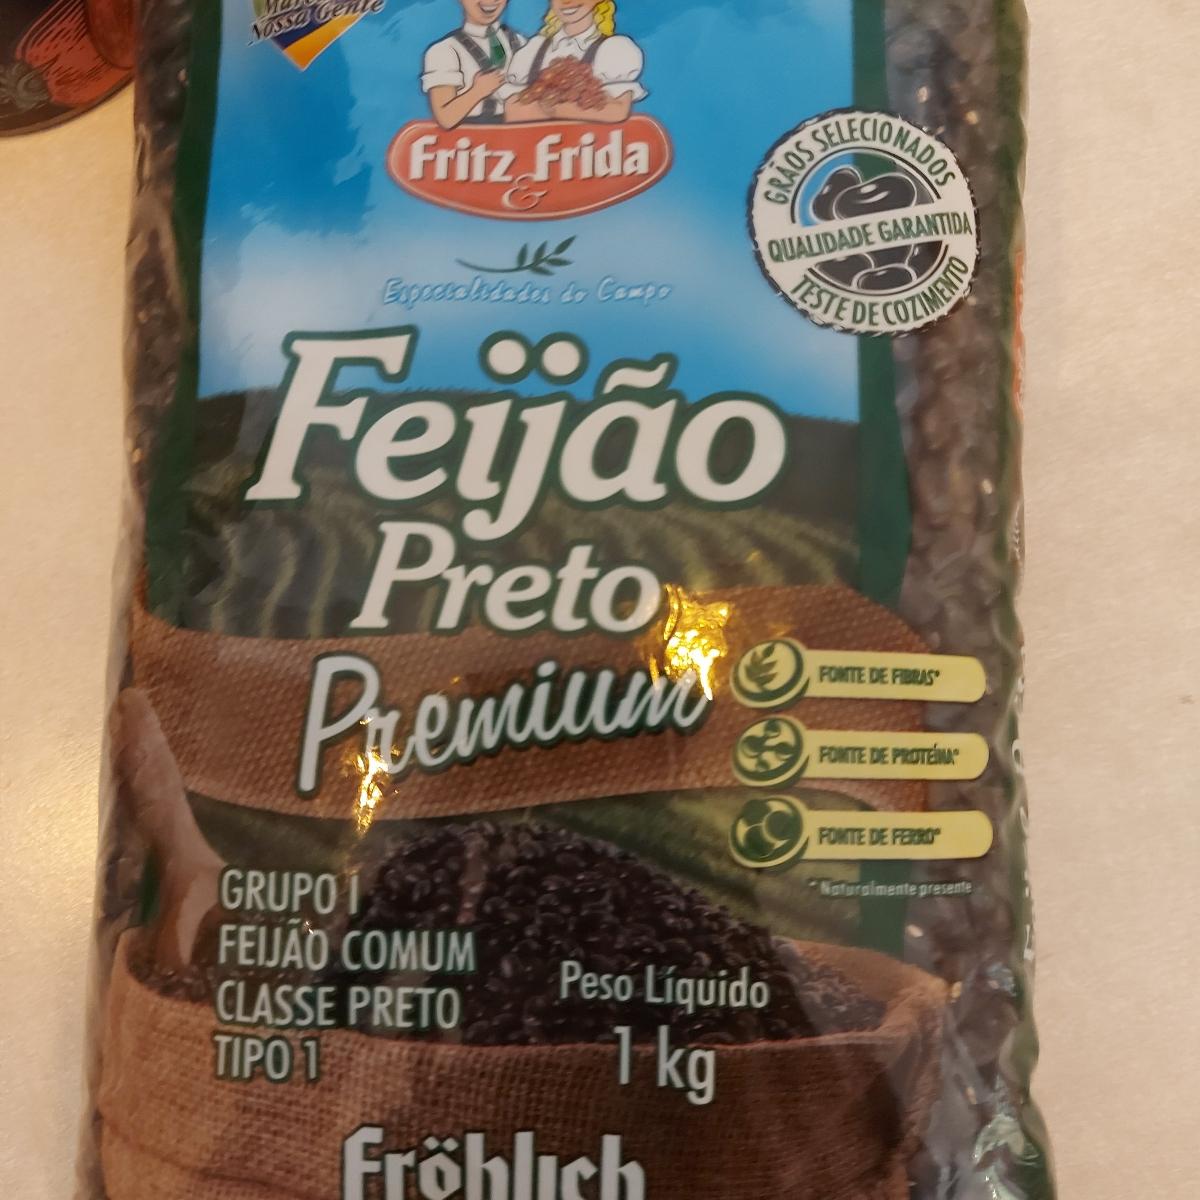 Nossa Gente
Fritz & Frida
GRÃOS SELECIONADOS
QUALIDADE GARANTIDA
TESTE DE COZIMENTO
Especialidades do Campo
Feijão
Preto
Premium
FONTE DE FIBRAS*
FONTE DE PROTEÍNA*
FONTE DE FERRO*
* Naturalmente presente
GRUPO I
FEIJÃO COMUM
CLASSE PRETO
TIPO 1
Peso Líquido
1 kg
Fröhlich